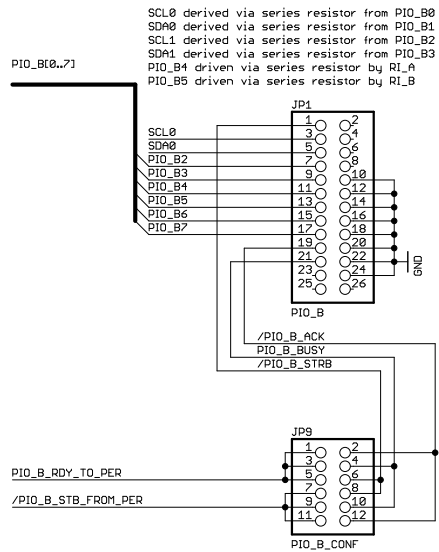 SCL0 derived via series resistor from PIO_B0
SDA0 derived via series resistor from PIO_B1
SCL1 derived via series resistor from PIO_B2
SDA1 derived via series resistor from PIO_B3
PIO_B4 driven via series resistor by RI_A
PIO_B5 driven via series resistor by RI_B
PIO_B[0..7]
JP1
1 2
3 4
SCL0
5 6
SDA0
7 8
PIO_B2
9 10
PIO_B3
11 12
PIO_B4
13 14
PIO_B5
15 16
PIO_B6
17 18
PIO_B7
19 20
21 22
23 24
25 26
GND
PIO_B
/PIO_B_ACK
PIO_B_BUSY
/PIO_B_STRB
JP9
1 2
3 4
5 6
PIO_B_RDY_TO_PER
7 8
9 10
/PIO_B_STB_FROM_PER
11 12
PIO_B_CONF